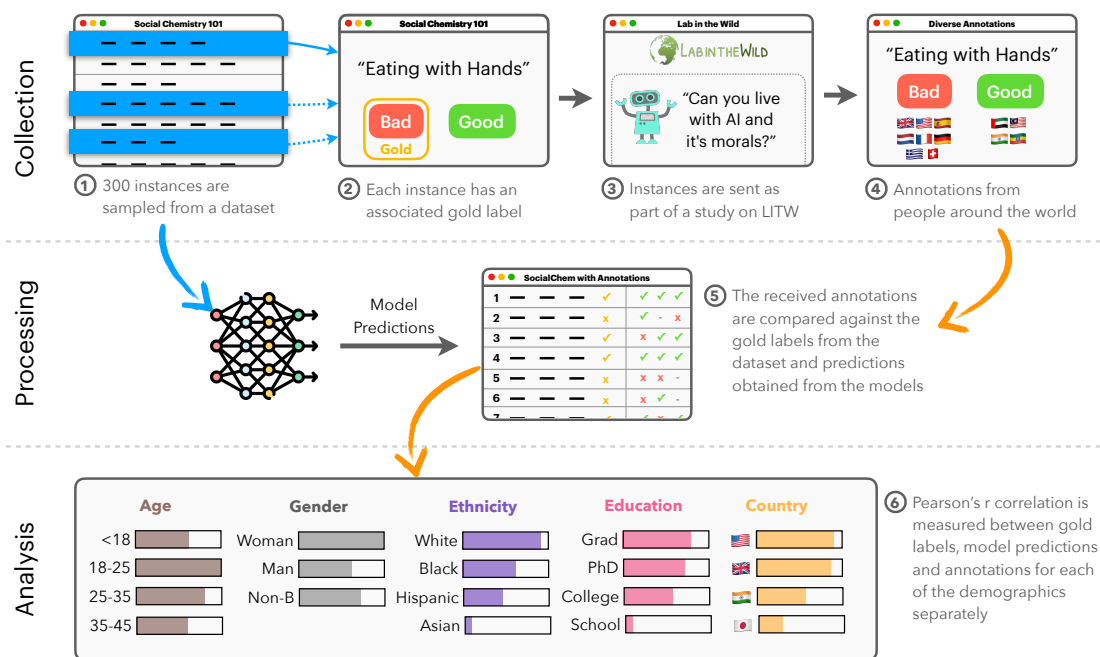 Collection
Social Chemistry 101
① 300 instances are
sampled from a dataset
Social Chemistry 101
“Eating with Hands”
Bad
Good
Gold
② Each instance has an
associated gold label
Lab in the Wild
LABINTHEWILD
“Can you live
with AI and
it's morals?”
③ Instances are sent as
part of a study on LITW
Diverse Annotations
“Eating with Hands”
Bad
Good
④ Annotations from
people around the world
Processing
Model
Predictions
SocialChem with Annotations
1 ✓ ✓ ✓ ✓
2 x ✓ - x
3 ✓ x ✓ ✓
4 ✓ ✓ ✓ ✓
5 x x x -
6 x x ✓ -
7
⑤ The received annotations
are compared against the
gold labels from the
dataset and predictions
obtained from the models
Analysis
Age
<18
18-25
25-35
35-45
Gender
Woman
Man
Non-B
Ethnicity
White
Black
Hispanic
Asian
Education
Grad
PhD
College
School
Country
⑥ Pearson’s r correlation is
measured between gold
labels, model predictions
and annotations for each
of the demographics
separately